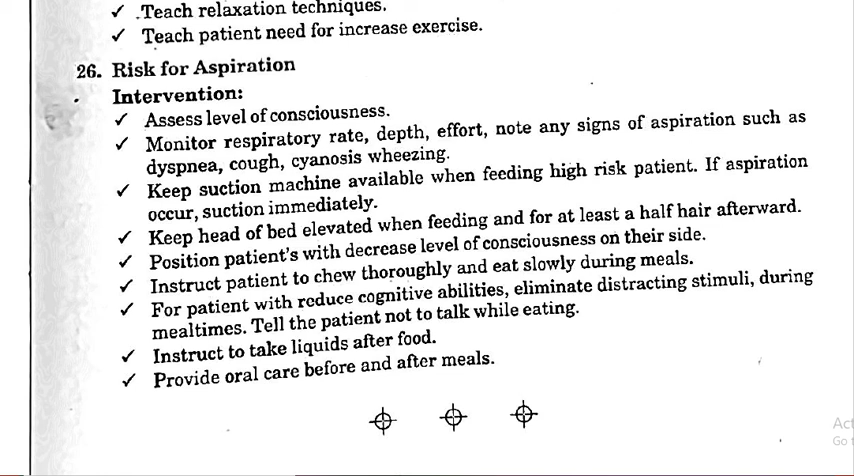 ✓ .Teach relaxation techniques.
✓ Teach patient need for increase exercise.
26. Risk for Aspiration
Intervention:
✓ Assess level of consciousness.
✓ Monitor respiratory rate, depth, effort, note any signs of aspiration such as
dyspnea, cough, cyanosis wheezing.
✓ Keep suction machine available when feeding high risk patient. If aspiration
occur, suction immediately.
✓ Keep head of bed elevated when feeding and for at least a half hair afterward.
✓ Position patient's with decrease level of consciousness on their side.
✓ Instruct patient to chew thoroughly and eat slowly during meals.
✓ For patient with reduce cognitive abilities, eliminate distracting stimuli, during
mealtimes. Tell the patient not to talk while eating.
✓ Instruct to take liquids after food.
✓ Provide oral care before and after meals.